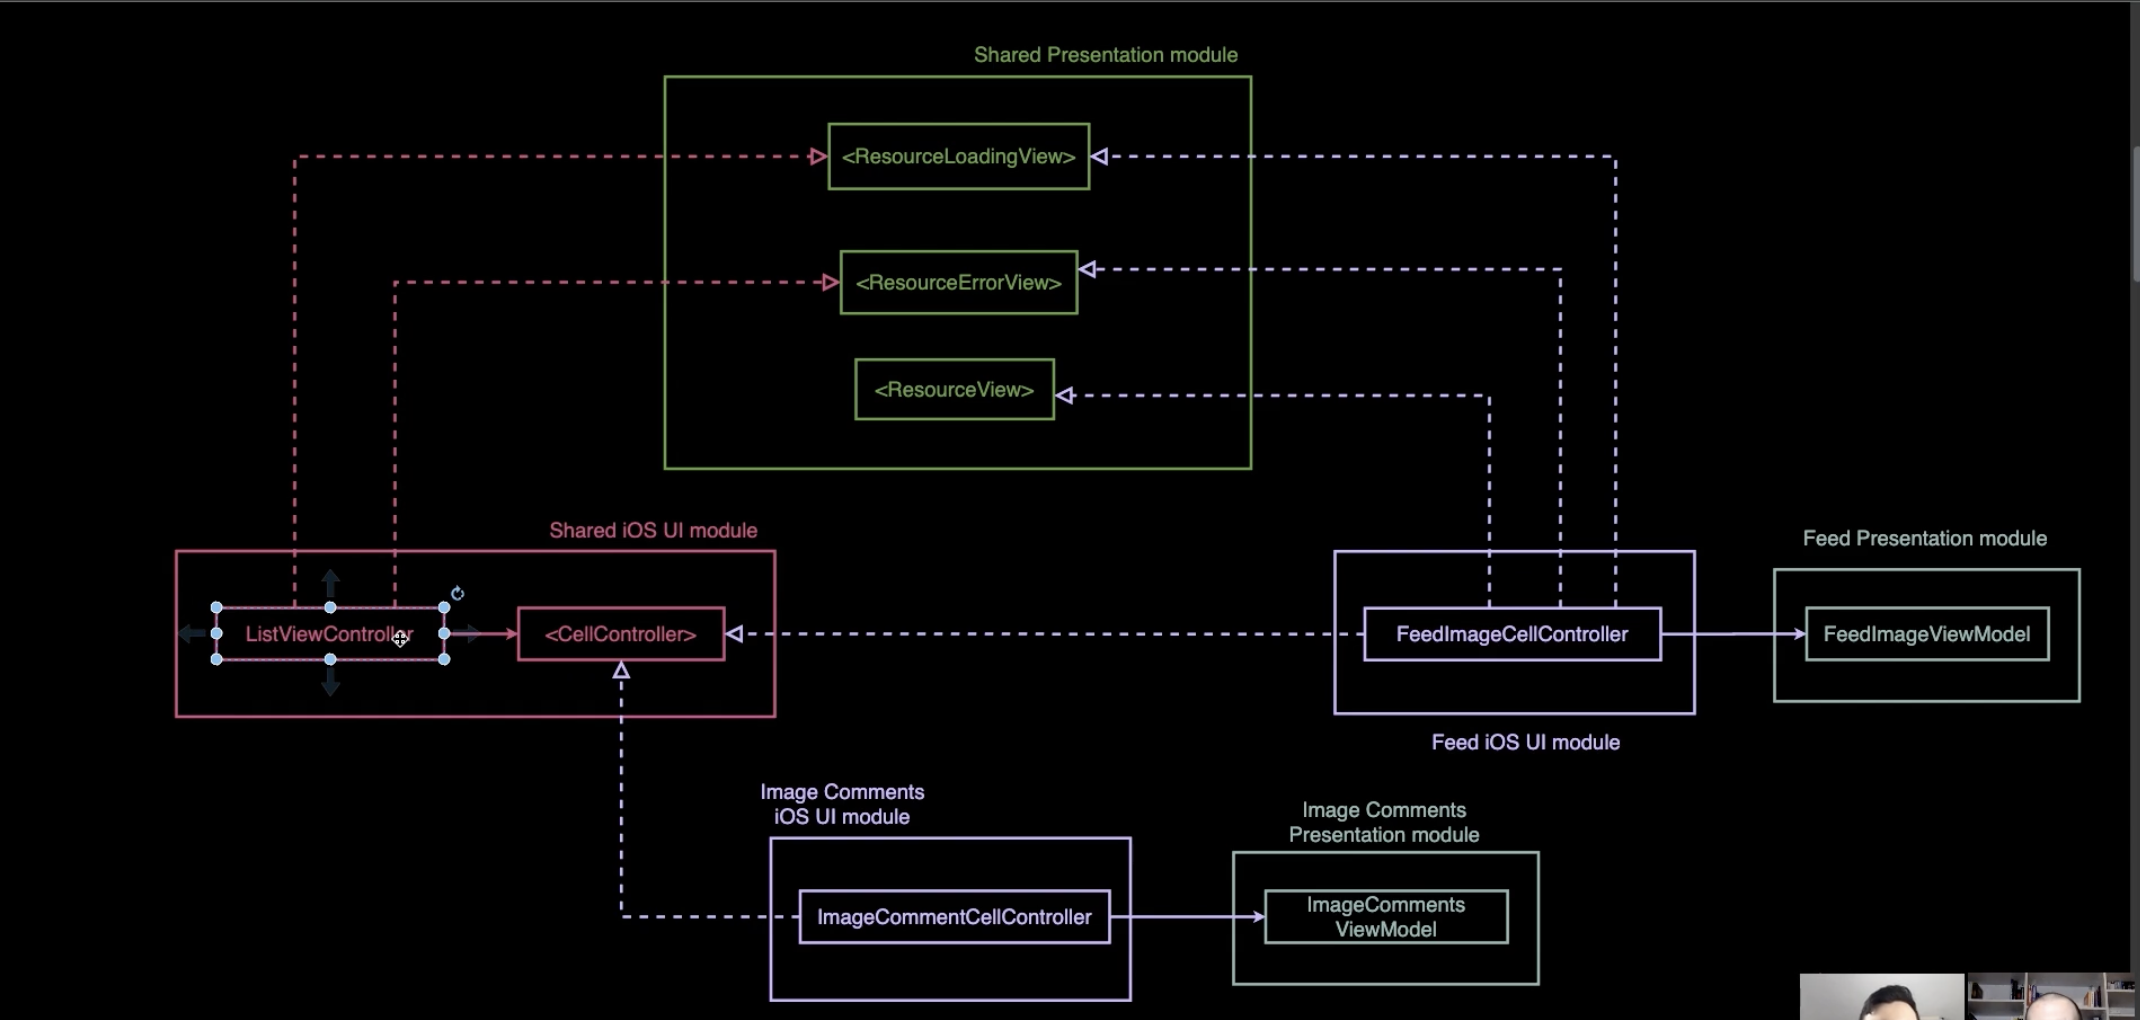 Shared Presentation module
<ResourceLoadingView>
<ResourceErrorView>
<ResourceView>
Shared iOS UI module
ListViewController
<CellController>
FeedImageCellController
Feed iOS UI module
Feed Presentation module
FeedImageViewModel
Image Comments
iOS UI module
ImageCommentCellController
Image Comments
Presentation module
ImageComments
ViewModel